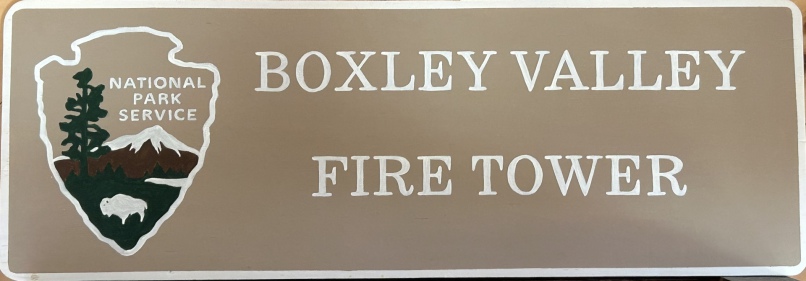 NATIONAL
PARK
SERVICE
BOXLEY VALLEY
FIRE TOWER